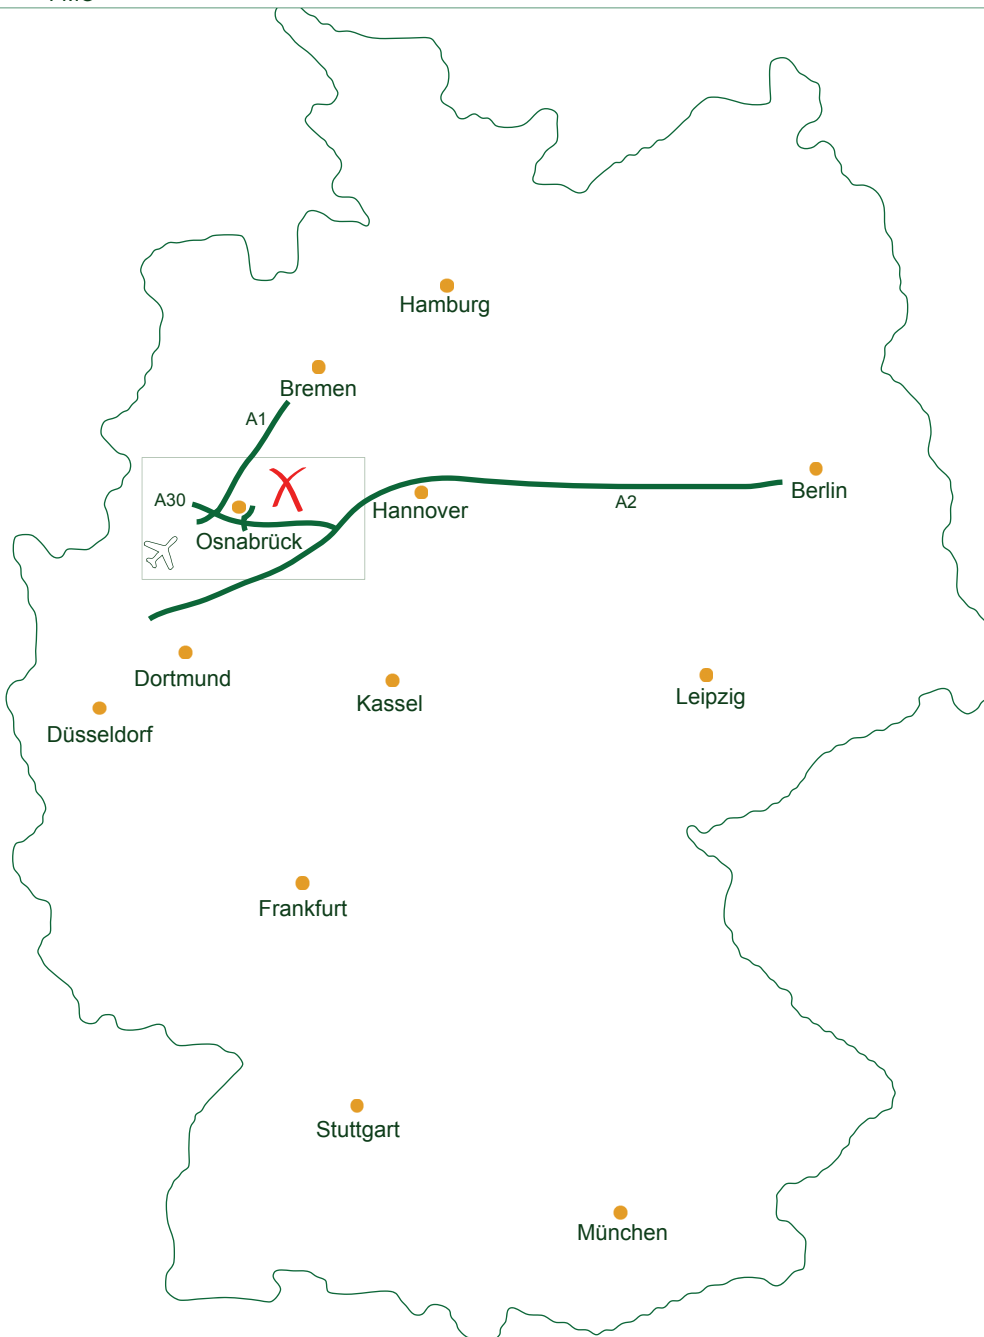 Hamburg
Bremen
A1
A30
Osnabrück
Hannover
A2
Berlin
Dortmund
Düsseldorf
Kassel
Leipzig
Frankfurt
Stuttgart
München